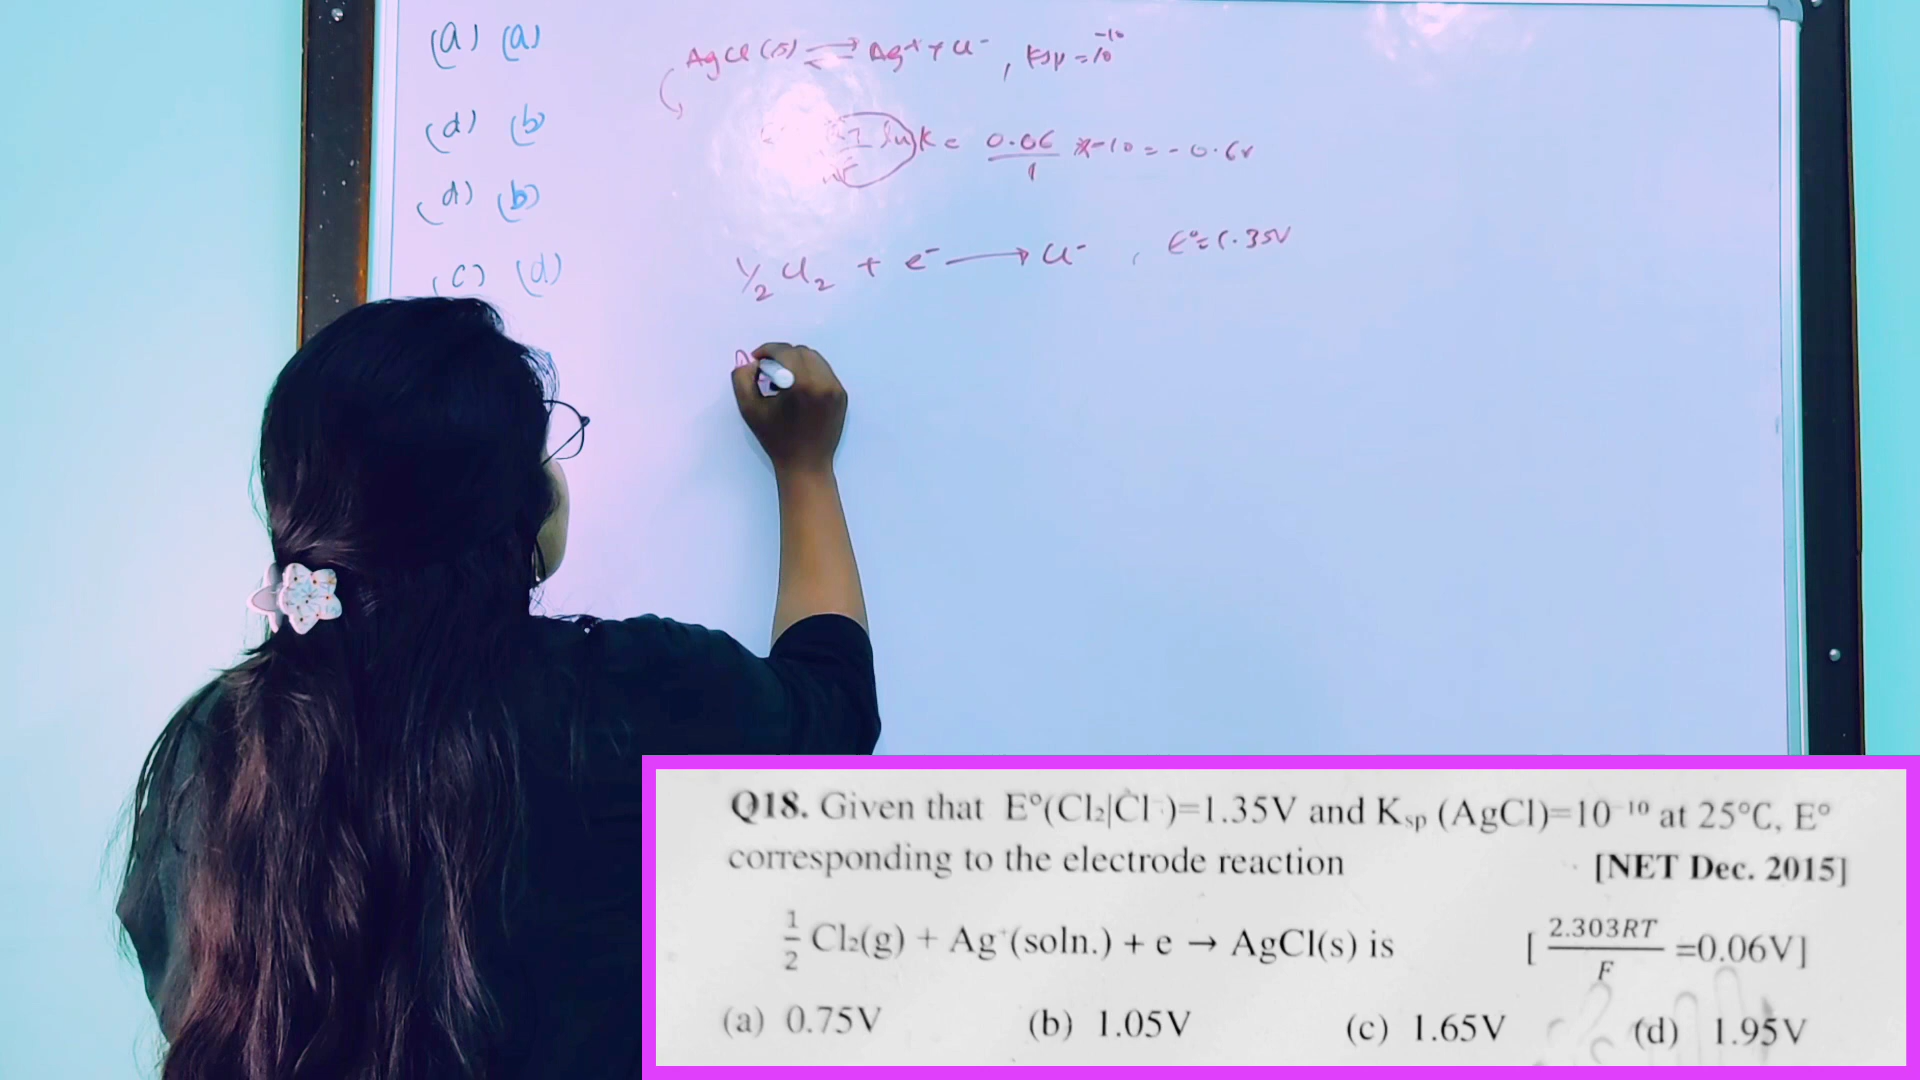 (a) (a)
(d) (b)
(d) (b)
(c) (d)
AgCl (s) ⇌ Ag⁺ + Cl⁻ , Ksp = 10⁻¹⁰
ln K = 0.06/1 × -10 = - 0.6V
1/2 Cl₂ + e⁻ ⟶ Cl⁻ , E° = 1.35V
Q18. Given that E°(Cl₂|Cl⁻)=1.35V and Kₛₚ (AgCl)=10⁻¹⁰ at 25°C, E°
corresponding to the electrode reaction [NET Dec. 2015]
1/2 Cl₂(g) + Ag⁺(soln.) + e → AgCl(s) is [ 2.303RT/F =0.06V]
(a) 0.75V (b) 1.05V (c) 1.65V (d) 1.95V